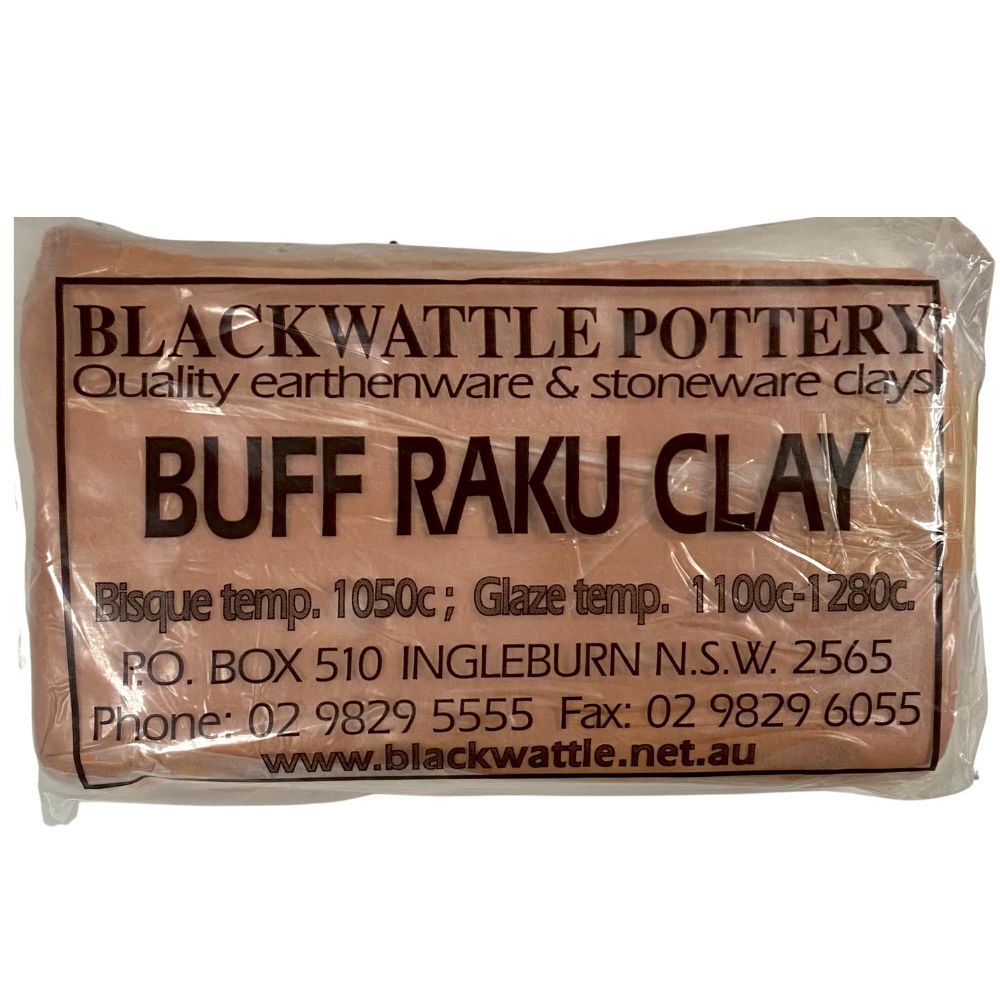 BLACKWATTLE POTTERY
Quality earthenware & stoneware clays
BUFF RAKU CLAY
Bisque temp. 1050c; Glaze temp. 1100c-1280c.
P.O. BOX 510 INGLEBURN N.S.W. 2565
Phone: 02 9829 5555 Fax: 02 9829 6055
www.blackwattle.net.au